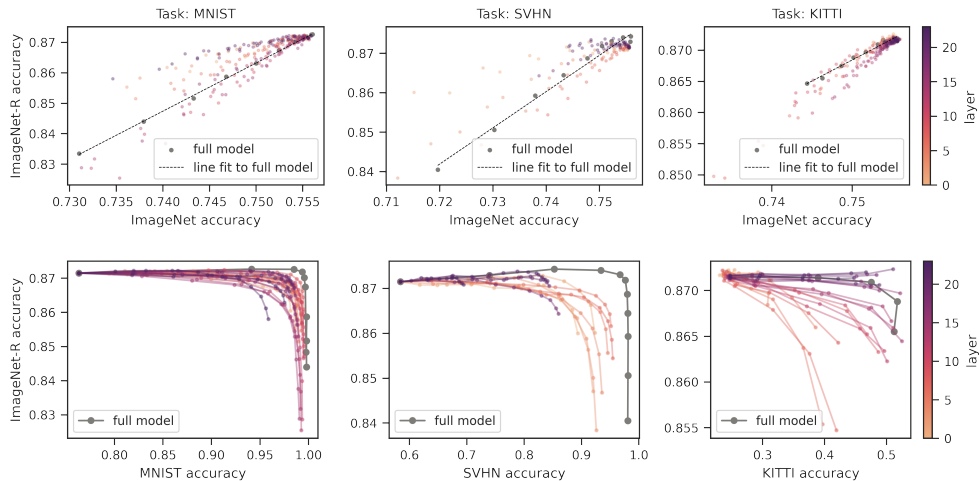 Task: MNIST
Task: SVHN
Task: KITTI
ImageNet-R accuracy
0.87
0.86
0.85
0.84
0.83
full model
line fit to full model
0.730
0.735
0.740
0.745
0.750
0.755
ImageNet accuracy
0.87
0.86
0.85
0.84
full model
line fit to full model
0.71
0.72
0.73
0.74
0.75
ImageNet accuracy
0.870
0.865
0.860
0.855
0.850
full model
line fit to full model
0.74
0.75
ImageNet accuracy
20
15
10
5
0
layer
ImageNet-R accuracy
0.87
0.86
0.85
0.84
0.83
full model
0.80
0.85
0.90
0.95
1.00
MNIST accuracy
0.87
0.86
0.85
0.84
full model
0.6
0.7
0.8
0.9
1.0
SVHN accuracy
0.870
0.865
0.860
0.855
full model
0.3
0.4
0.5
KITTI accuracy
20
15
10
5
0
layer